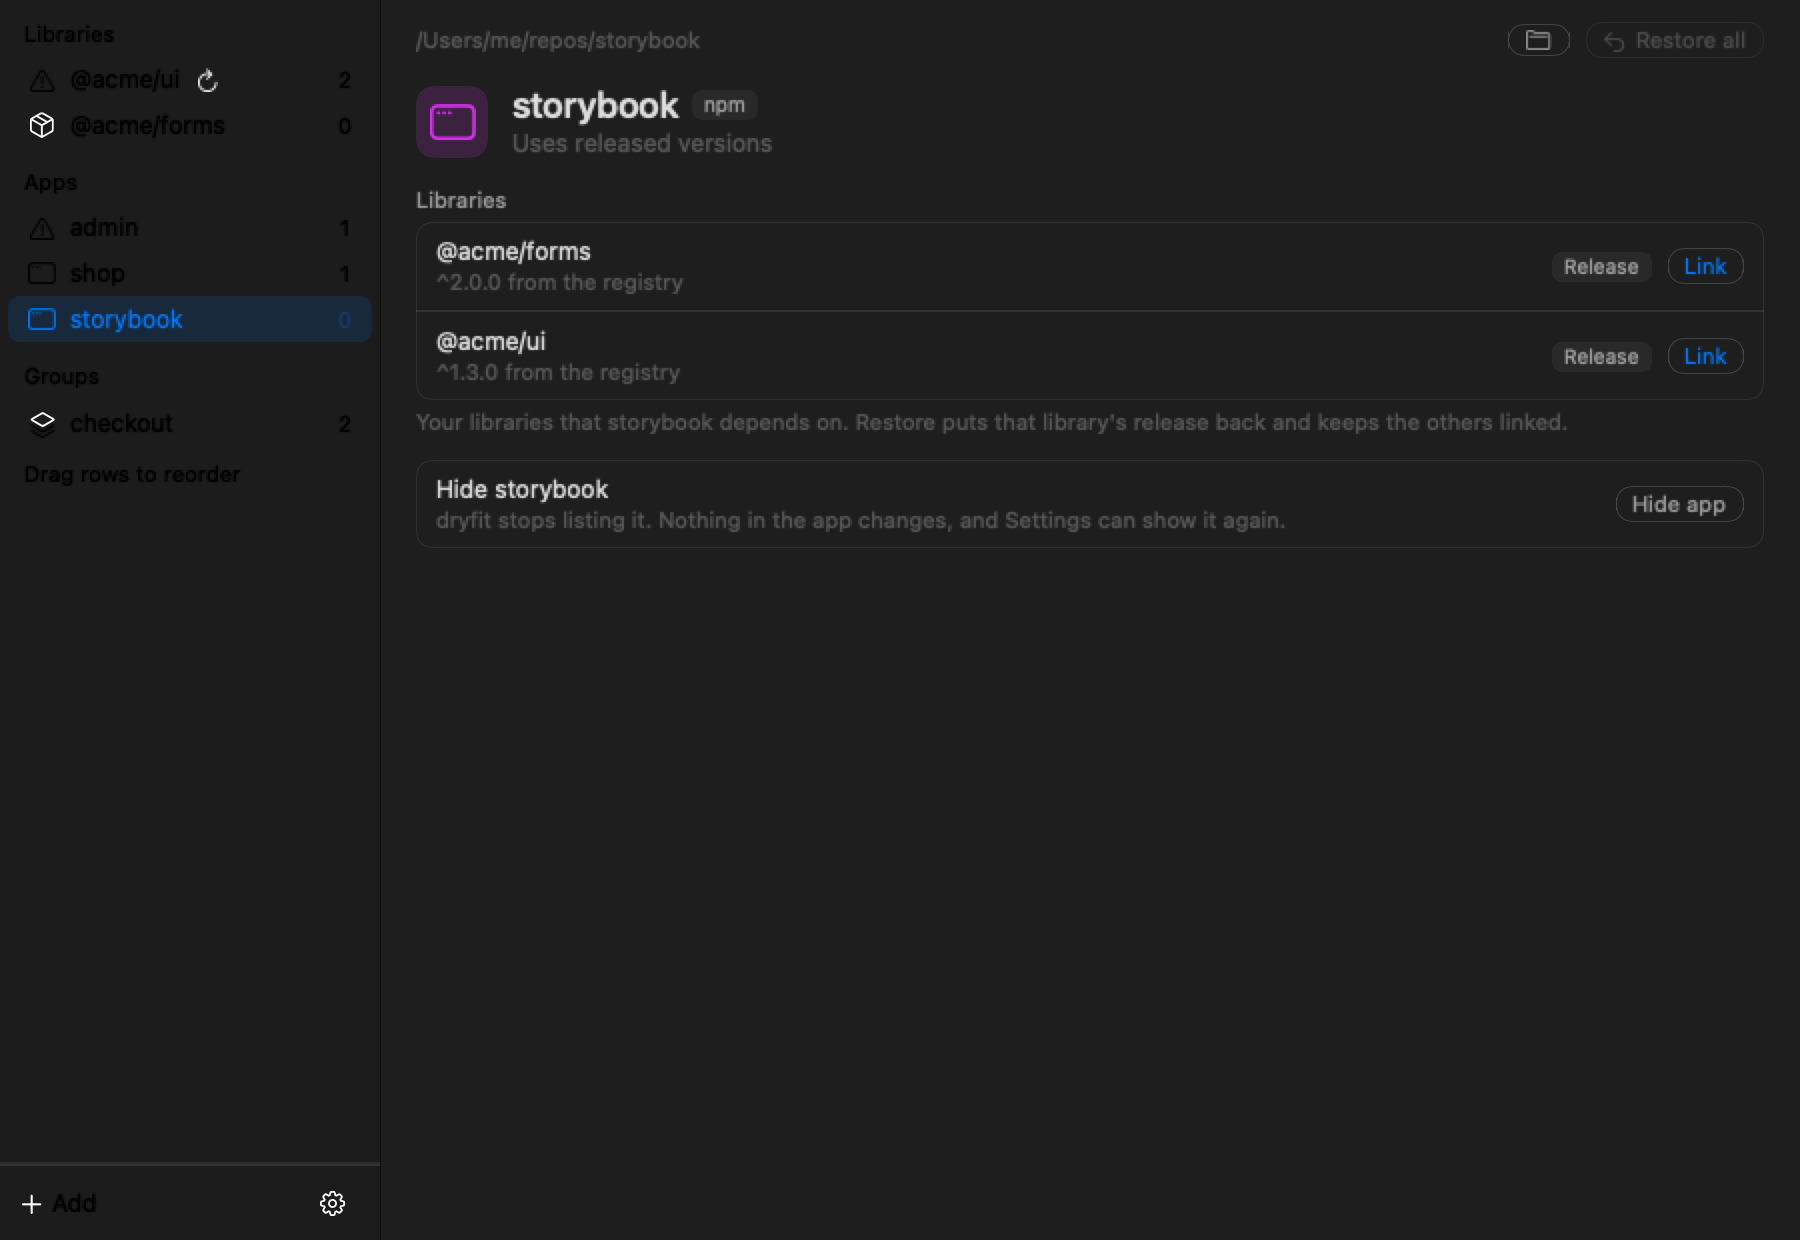 Libraries
@acme/ui 2
@acme/forms 0
Apps
admin 1
shop 1
storybook 0
Groups
checkout 2
Drag rows to reorder
Add
/Users/me/repos/storybook
Restore all
storybook npm
Uses released versions
Libraries
@acme/forms
^2.0.0 from the registry
Release Link
@acme/ui
^1.3.0 from the registry
Release Link
Your libraries that storybook depends on. Restore puts that library's release back and keeps the others linked.
Hide storybook
dryfit stops listing it. Nothing in the app changes, and Settings can show it again.
Hide app